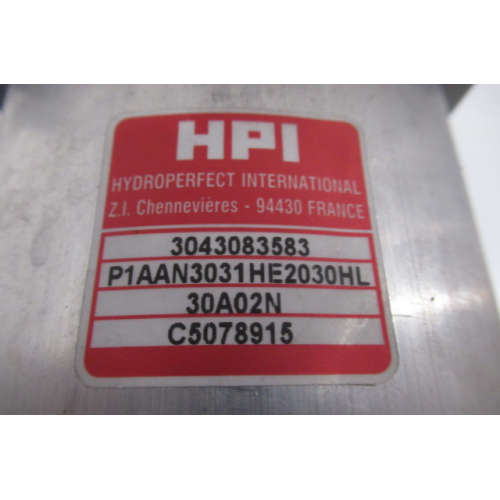 HPI
HYDROPERFECT INTERNATIONAL
Z.I. Chennevières - 94430 FRANCE
3043083583
P1AAN3031HE2030HL
30A02N
C5078915